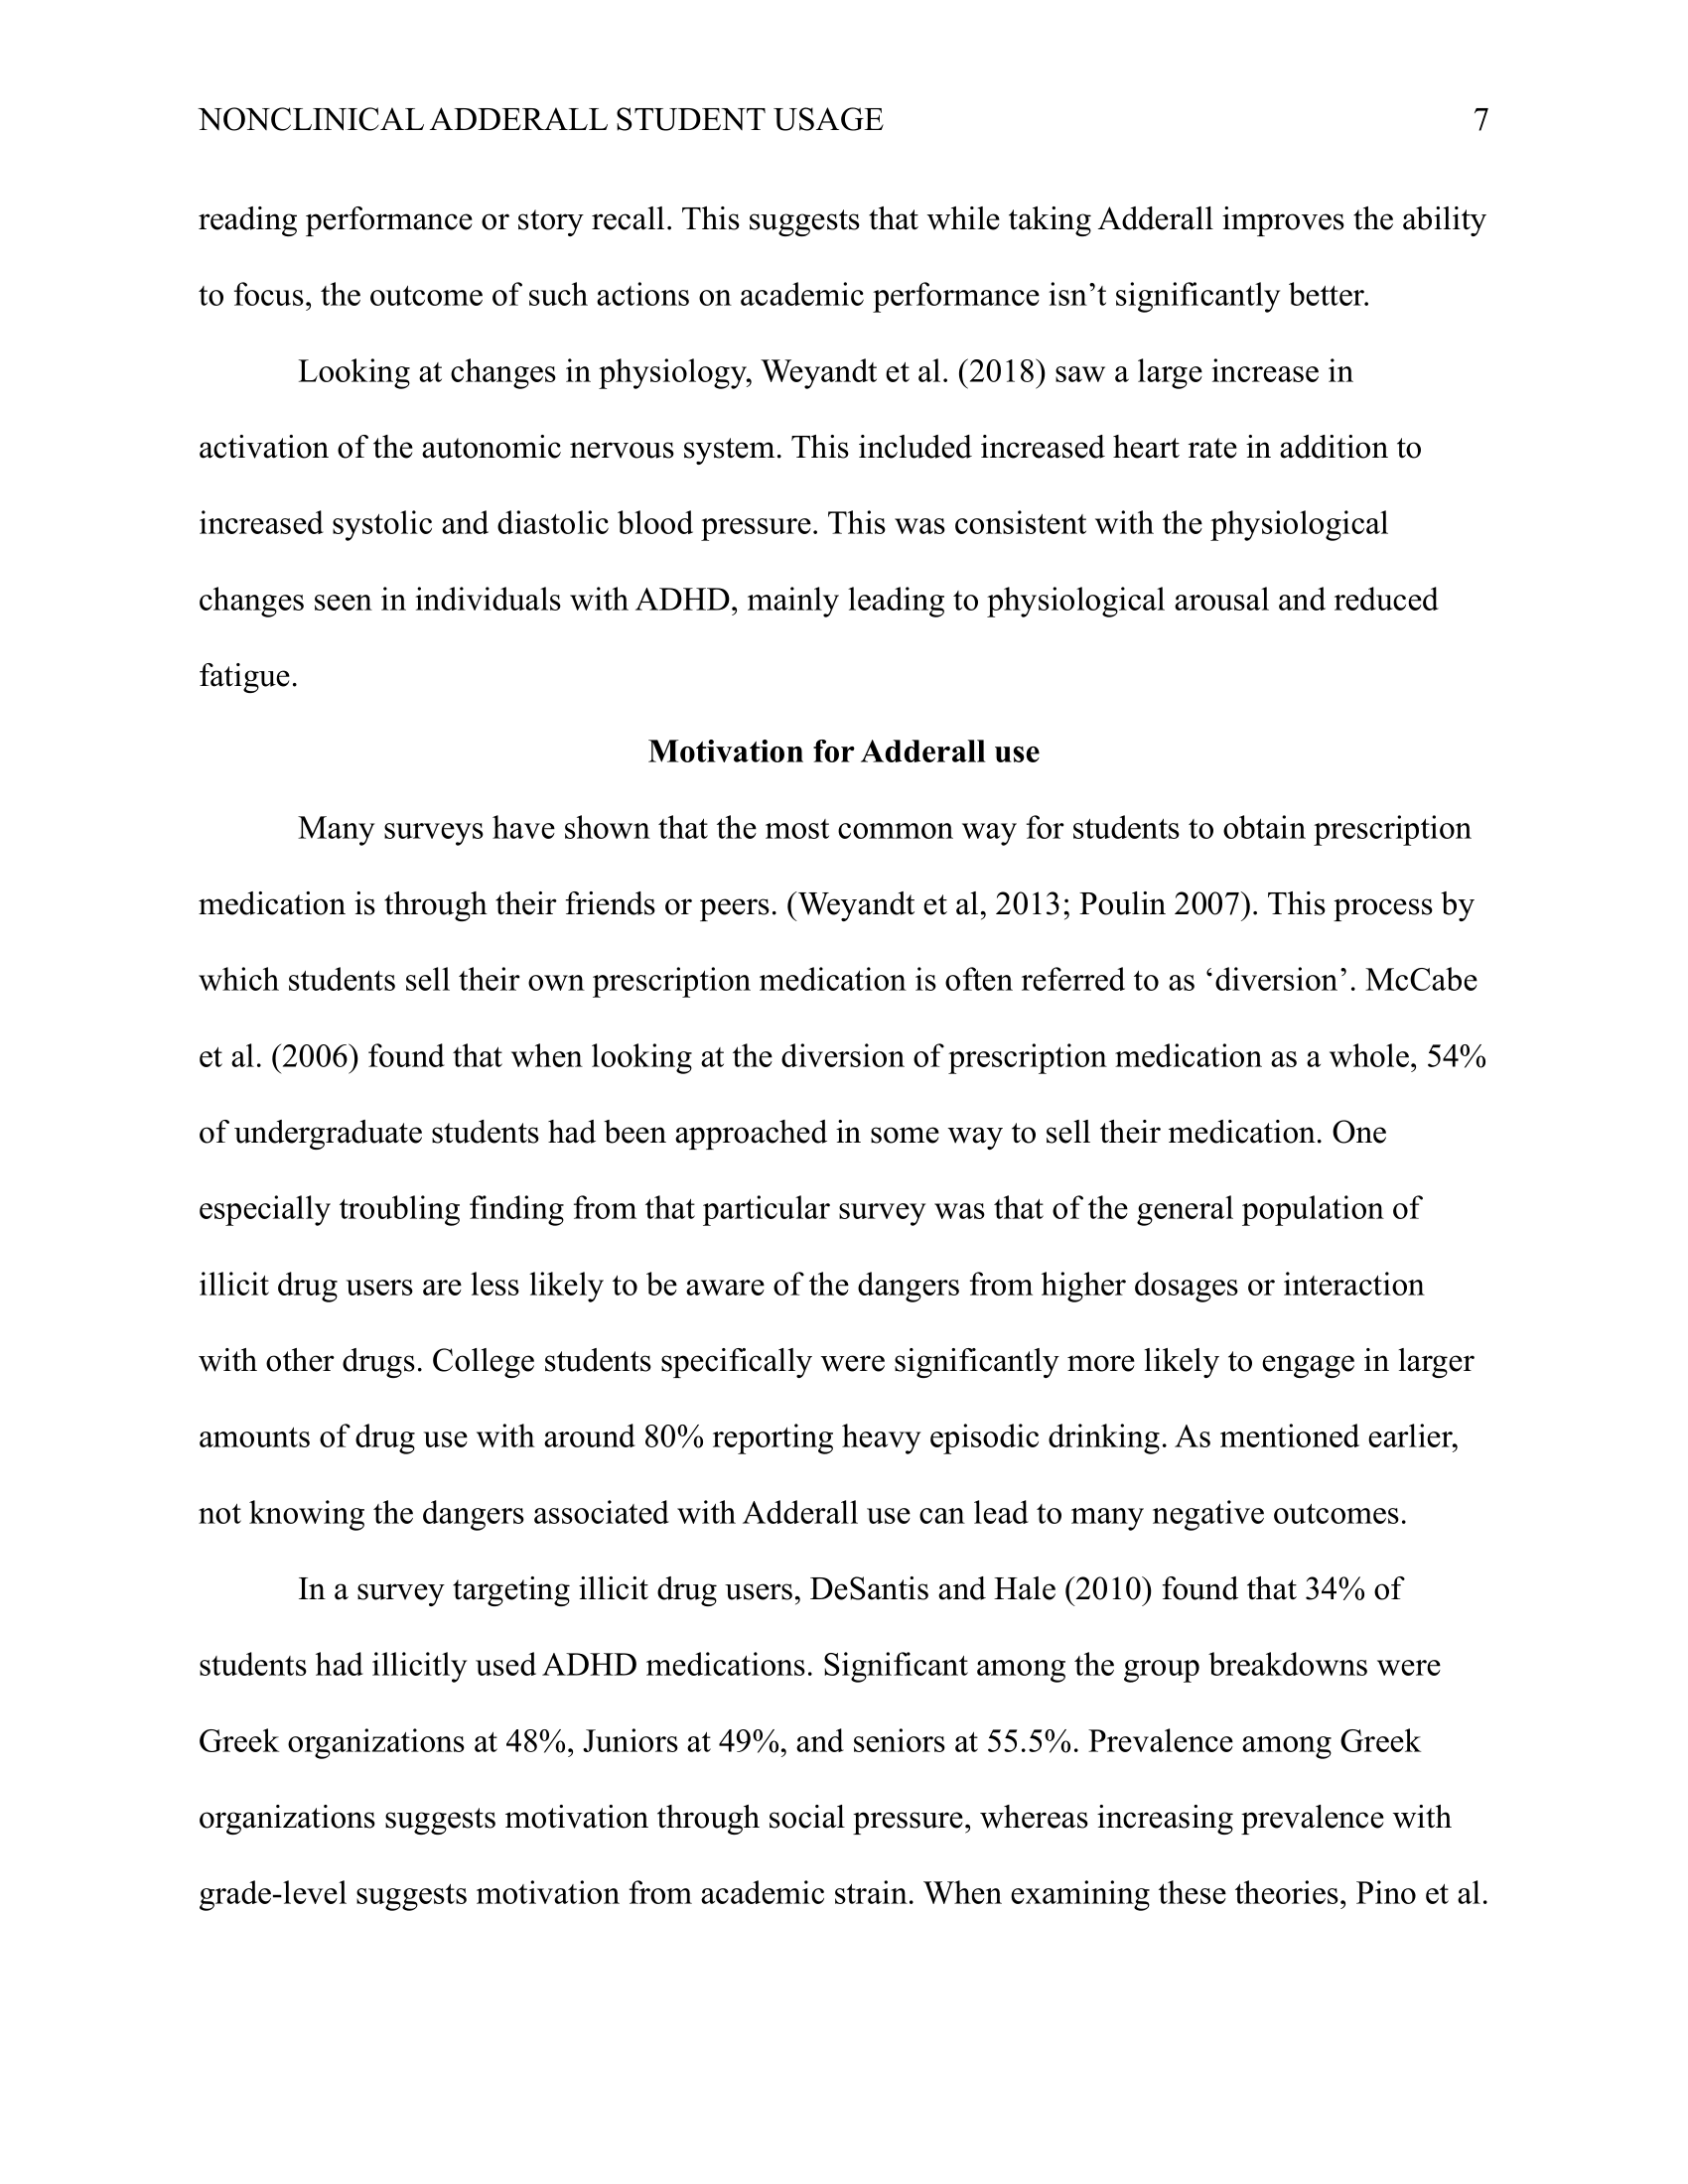 NONCLINICAL ADDERALL STUDENT USAGE 7
reading performance or story recall. This suggests that while taking Adderall improves the ability
to focus, the outcome of such actions on academic performance isn’t significantly better.
Looking at changes in physiology, Weyandt et al. (2018) saw a large increase in
activation of the autonomic nervous system. This included increased heart rate in addition to
increased systolic and diastolic blood pressure. This was consistent with the physiological
changes seen in individuals with ADHD, mainly leading to physiological arousal and reduced
fatigue.
Motivation for Adderall use
Many surveys have shown that the most common way for students to obtain prescription
medication is through their friends or peers. (Weyandt et al, 2013; Poulin 2007). This process by
which students sell their own prescription medication is often referred to as ‘diversion’. McCabe
et al. (2006) found that when looking at the diversion of prescription medication as a whole, 54%
of undergraduate students had been approached in some way to sell their medication. One
especially troubling finding from that particular survey was that of the general population of
illicit drug users are less likely to be aware of the dangers from higher dosages or interaction
with other drugs. College students specifically were significantly more likely to engage in larger
amounts of drug use with around 80% reporting heavy episodic drinking. As mentioned earlier,
not knowing the dangers associated with Adderall use can lead to many negative outcomes.
In a survey targeting illicit drug users, DeSantis and Hale (2010) found that 34% of
students had illicitly used ADHD medications. Significant among the group breakdowns were
Greek organizations at 48%, Juniors at 49%, and seniors at 55.5%. Prevalence among Greek
organizations suggests motivation through social pressure, whereas increasing prevalence with
grade-level suggests motivation from academic strain. When examining these theories, Pino et al.